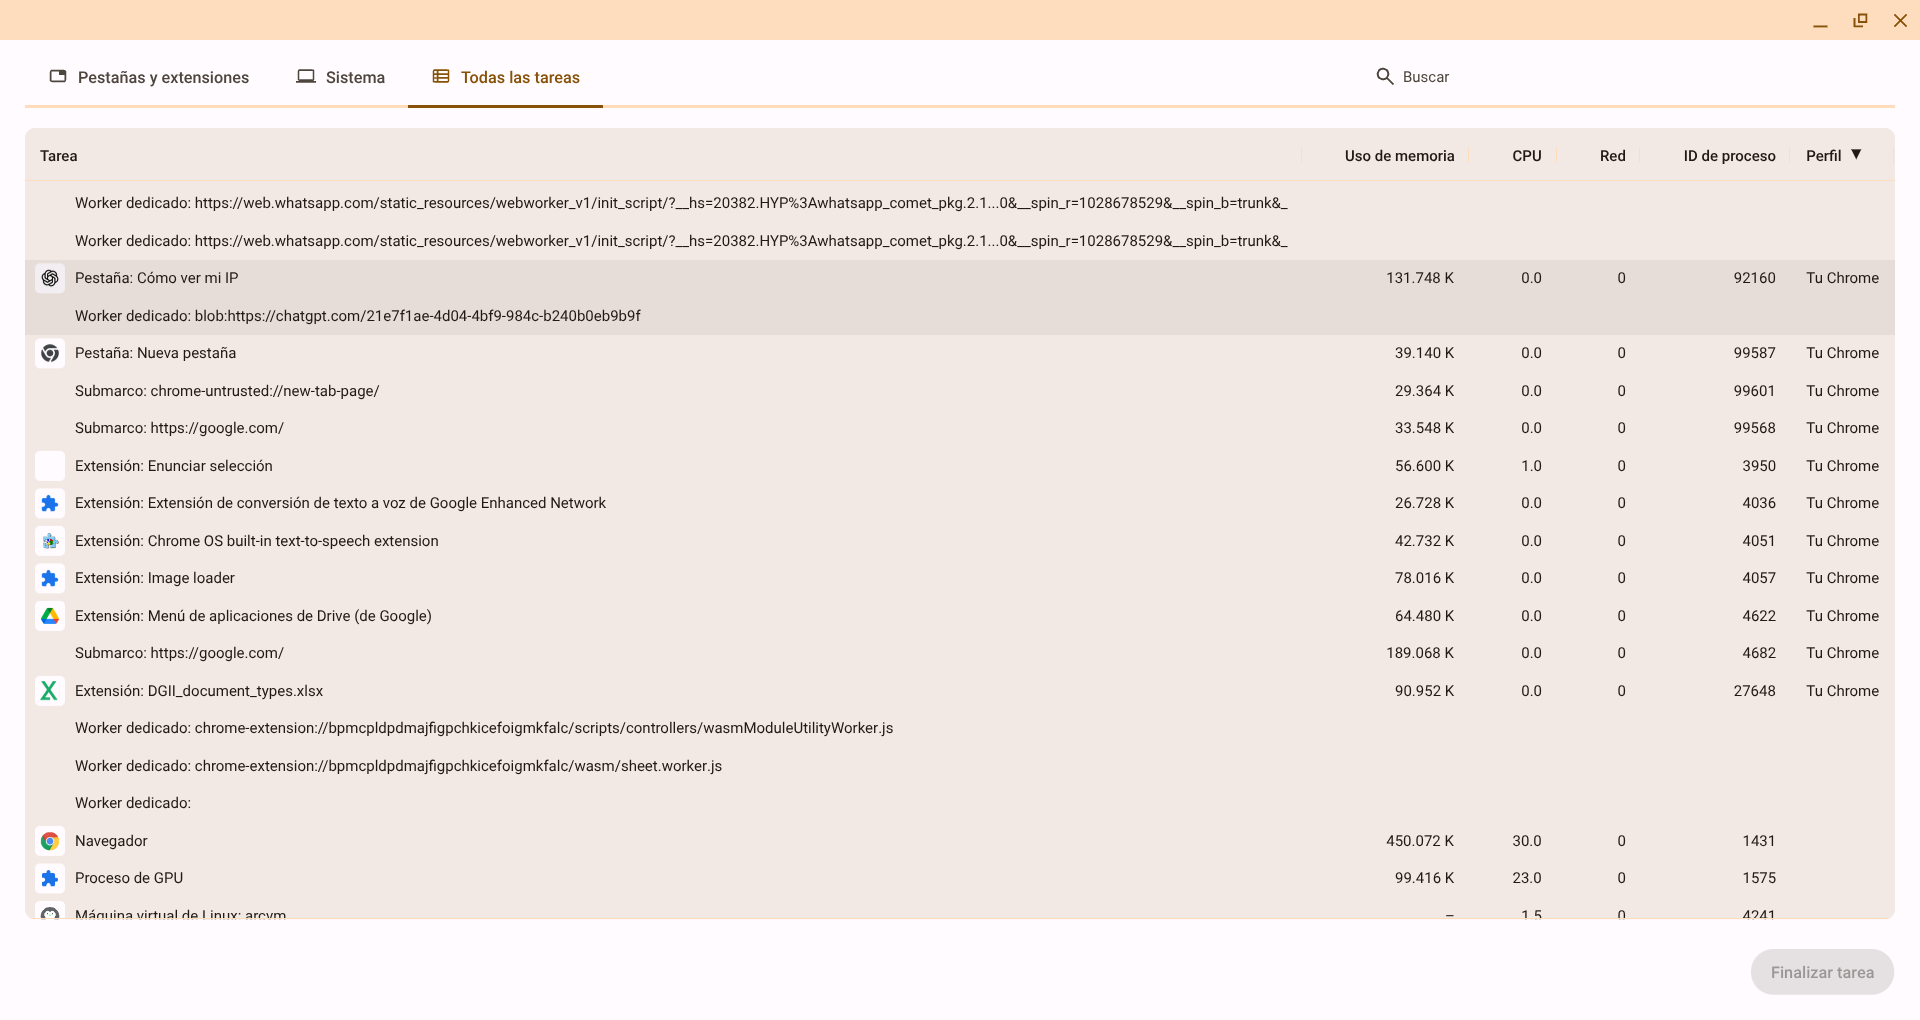 Pestañas y extensiones Sistema Todas las tareas Buscar
Tarea Uso de memoria CPU Red ID de proceso Perfil ▼
Worker dedicado: https://web.whatsapp.com/static_resources/webworker_v1/init_script/?__hs=20382.HYP%3Awhatsapp_comet_pkg.2.1...0&__spin_r=1028678529&__spin_b=trunk&_
Worker dedicado: https://web.whatsapp.com/static_resources/webworker_v1/init_script/?__hs=20382.HYP%3Awhatsapp_comet_pkg.2.1...0&__spin_r=1028678529&__spin_b=trunk&_
Pestaña: Cómo ver mi IP 131.748 K 0.0 0 92160 Tu Chrome
Worker dedicado: blob:https://chatgpt.com/21e7f1ae-4d04-4bf9-984c-b240b0eb9b9f
Pestaña: Nueva pestaña 39.140 K 0.0 0 99587 Tu Chrome
Submarco: chrome-untrusted://new-tab-page/ 29.364 K 0.0 0 99601 Tu Chrome
Submarco: https://google.com/ 33.548 K 0.0 0 99568 Tu Chrome
Extensión: Enunciar selección 56.600 K 1.0 0 3950 Tu Chrome
Extensión: Extensión de conversión de texto a voz de Google Enhanced Network 26.728 K 0.0 0 4036 Tu Chrome
Extensión: Chrome OS built-in text-to-speech extension 42.732 K 0.0 0 4051 Tu Chrome
Extensión: Image loader 78.016 K 0.0 0 4057 Tu Chrome
Extensión: Menú de aplicaciones de Drive (de Google) 64.480 K 0.0 0 4622 Tu Chrome
Submarco: https://google.com/ 189.068 K 0.0 0 4682 Tu Chrome
Extensión: DGII_document_types.xlsx 90.952 K 0.0 0 27648 Tu Chrome
Worker dedicado: chrome-extension://bpmcpldpdmajfigpchkicefoigmkfalc/scripts/controllers/wasmModuleUtilityWorker.js
Worker dedicado: chrome-extension://bpmcpldpdmajfigpchkicefoigmkfalc/wasm/sheet.worker.js
Worker dedicado:
Navegador 450.072 K 30.0 0 1431
Proceso de GPU 99.416 K 23.0 0 1575
Máquina virtual de Linux: arcvm – 1.5 0 4241
Finalizar tarea